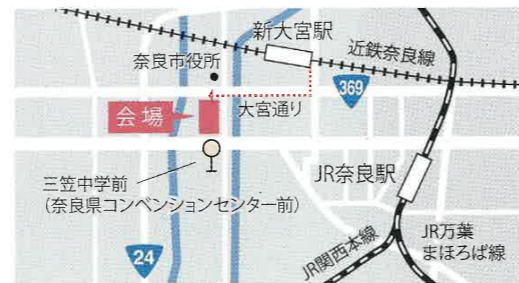 新大宮駅
近鉄奈良線
奈良市役所
369
会場
大宮通り
三笠中学前
（奈良県コンベンションセンター前）
JR奈良駅
24
JR関西本線
JR万葉
まほろば線